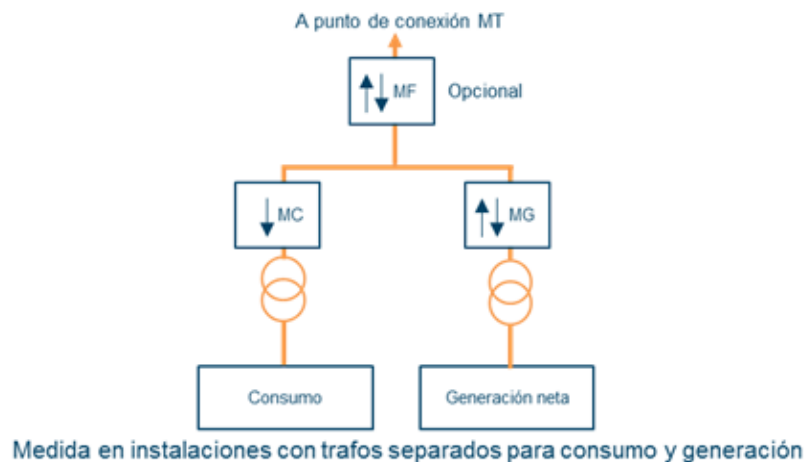 A punto de conexión MT
MF
Opcional
MC
MG
Consumo
Generación neta
Medida en instalaciones con trafos separados para consumo y generación